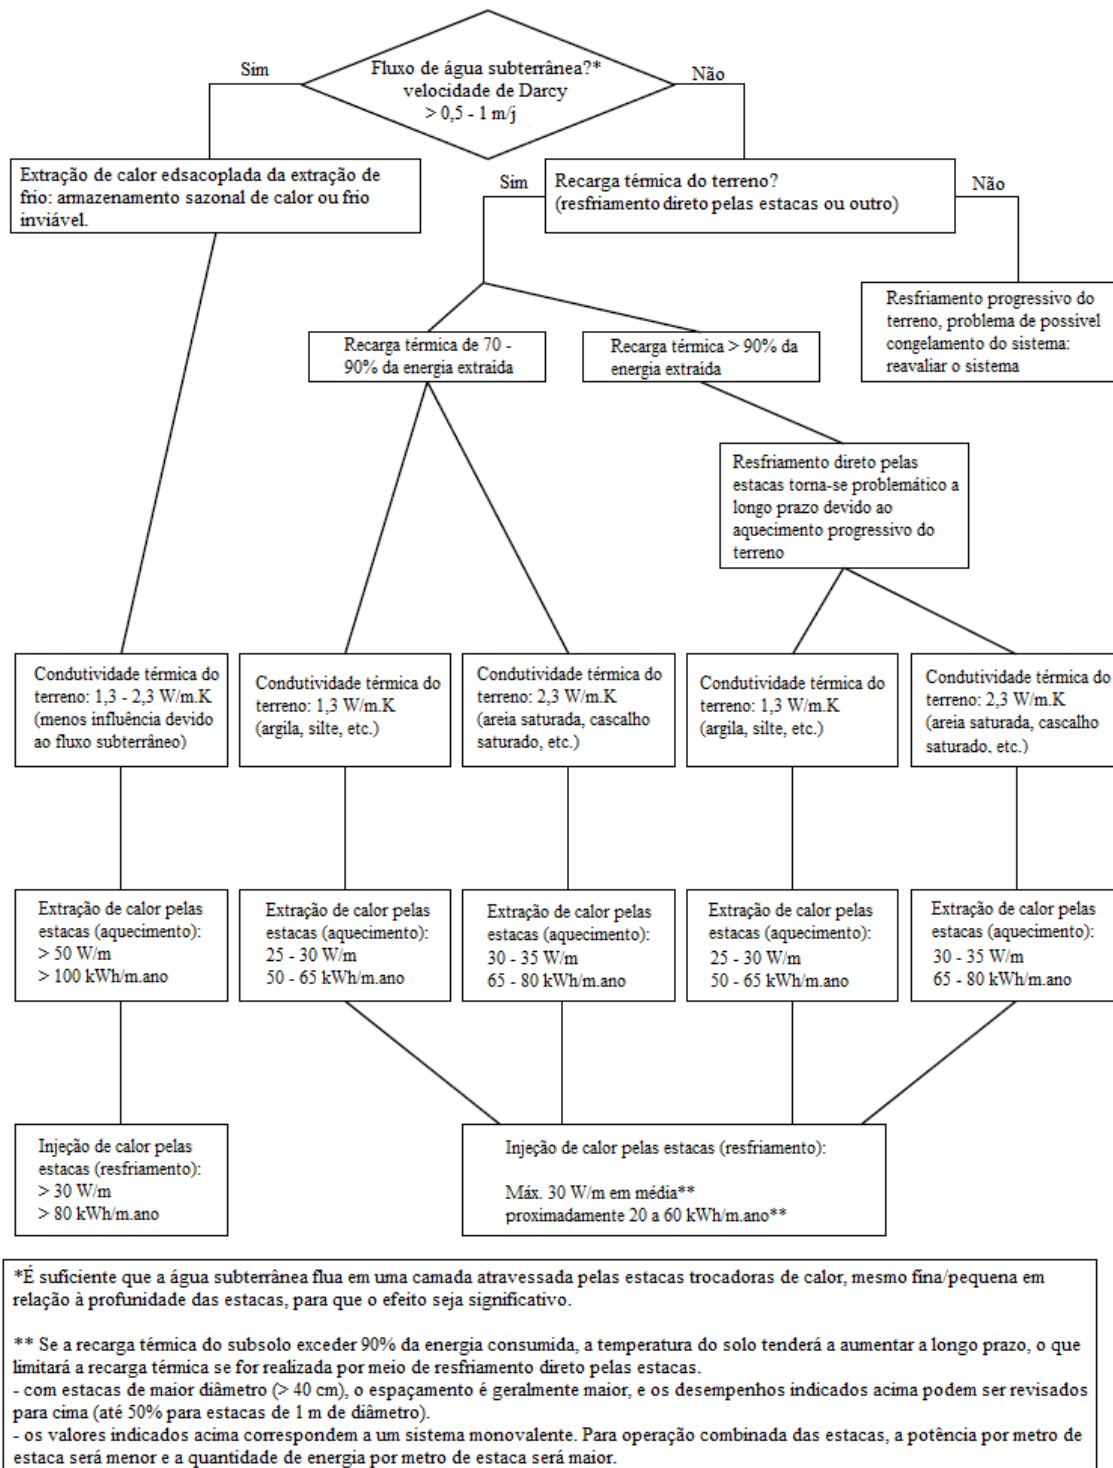 Fluxo de água subterrânea?*
velocidade de Darcy
> 0,5 - 1 m/j
Sim
Não
Extração de calor edsacoplada da extração de
frio: armazenamento sazonal de calor ou frio
inviável.
Sim
Recarga térmica do terreno?
(resfriamento direto pelas estacas ou outro)
Não
Resfriamento progressivo do
terreno, problema de possível
congelamento do sistema:
reavaliar o sistema
Recarga térmica de 70 -
90% da energia extraída
Recarga térmica > 90% da
energia extraída
Resfriamento direto pelas
estacas torna-se problemático a
longo prazo devido ao
aquecimento progressivo do
terreno
Condutividade térmica do
terreno: 1,3 - 2,3 W/m.K
(menos influência devido
ao fluxo subterrâneo)
Condutividade térmica do
terreno: 1,3 W/m.K
(argila, silte, etc.)
Condutividade térmica do
terreno: 2,3 W/m.K
(areia saturada, cascalho
saturado, etc.)
Condutividade térmica do
terreno: 1,3 W/m.K
(argila, silte, etc.)
Condutividade térmica do
terreno: 2,3 W/m.K
(areia saturada, cascalho
saturado, etc.)
Extração de calor pelas
estacas (aquecimento):
> 50 W/m
> 100 kWh/m.ano
Extração de calor pelas
estacas (aquecimento):
25 - 30 W/m
50 - 65 kWh/m.ano
Extração de calor pelas
estacas (aquecimento):
30 - 35 W/m
65 - 80 kWh/m.ano
Extração de calor pelas
estacas (aquecimento):
25 - 30 W/m
50 - 65 kWh/m.ano
Extração de calor pelas
estacas (aquecimento):
30 - 35 W/m
65 - 80 kWh/m.ano
Injeção de calor pelas
estacas (resfriamento):
> 30 W/m
> 80 kWh/m.ano
Injeção de calor pelas estacas (resfriamento):
Máx. 30 W/m em média**
proximadamente 20 a 60 kWh/m.ano**
*É suficiente que a água subterrânea flua em uma camada atravessada pelas estacas trocadoras de calor, mesmo fina/pequena em
relação à profunidade das estacas, para que o efeito seja significativo.
** Se a recarga térmica do subsolo exceder 90% da energia consumida, a temperatura do solo tenderá a aumentar a longo prazo, o que
limitará a recarga térmica se for realizada por meio de resfriamento direto pelas estacas.
- com estacas de maior diâmetro (> 40 cm), o espaçamento é geralmente maior, e os desempenhos indicados acima podem ser revisados
para cima (até 50% para estacas de 1 m de diâmetro).
- os valores indicados acima correspondem a um sistema monovalente. Para operação combinada das estacas, a potência por metro de
estaca será menor e a quantidade de energia por metro de estaca será maior.